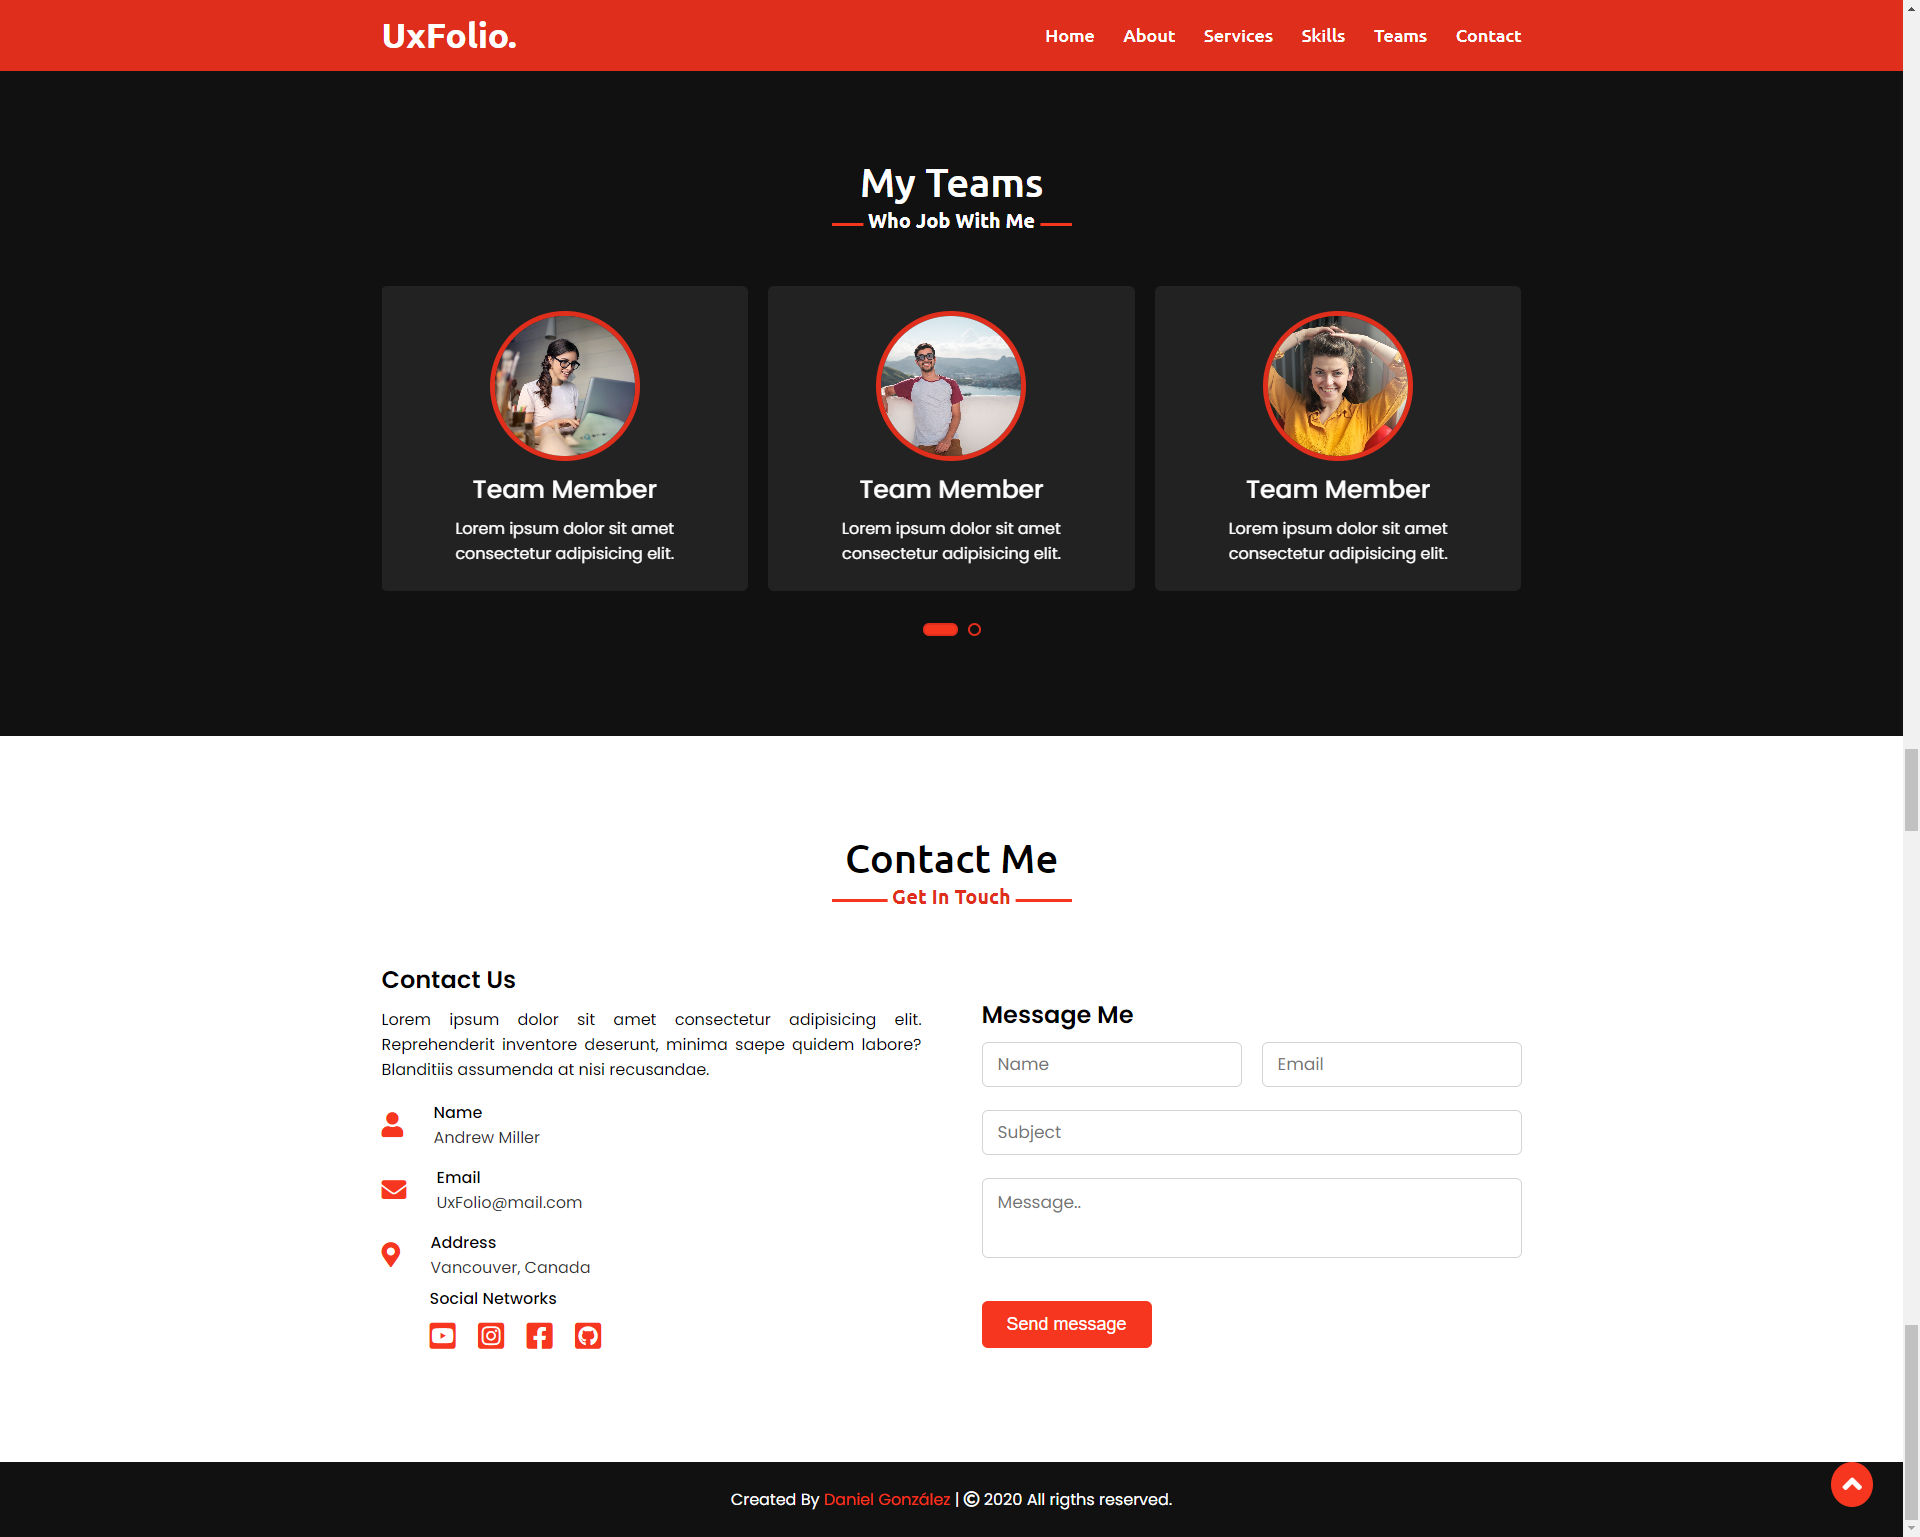 UxFolio.
Home About Services Skills Teams Contact
My Teams
Who Job With Me
Team Member
Lorem ipsum dolor sit amet
consectetur adipisicing elit.
Team Member
Lorem ipsum dolor sit amet
consectetur adipisicing elit.
Team Member
Lorem ipsum dolor sit amet
consectetur adipisicing elit.
Contact Me
Get In Touch
Contact Us
Lorem ipsum dolor sit amet consectetur adipisicing elit.
Reprehenderit inventore deserunt, minima saepe quidem labore?
Blanditiis assumenda at nisi recusandae.
Name
Andrew Miller
Email
UxFolio@mail.com
Address
Vancouver, Canada
Social Networks
Message Me
Name
Email
Subject
Message..
Send message
Created By Daniel González | © 2020 All rigths reserved.